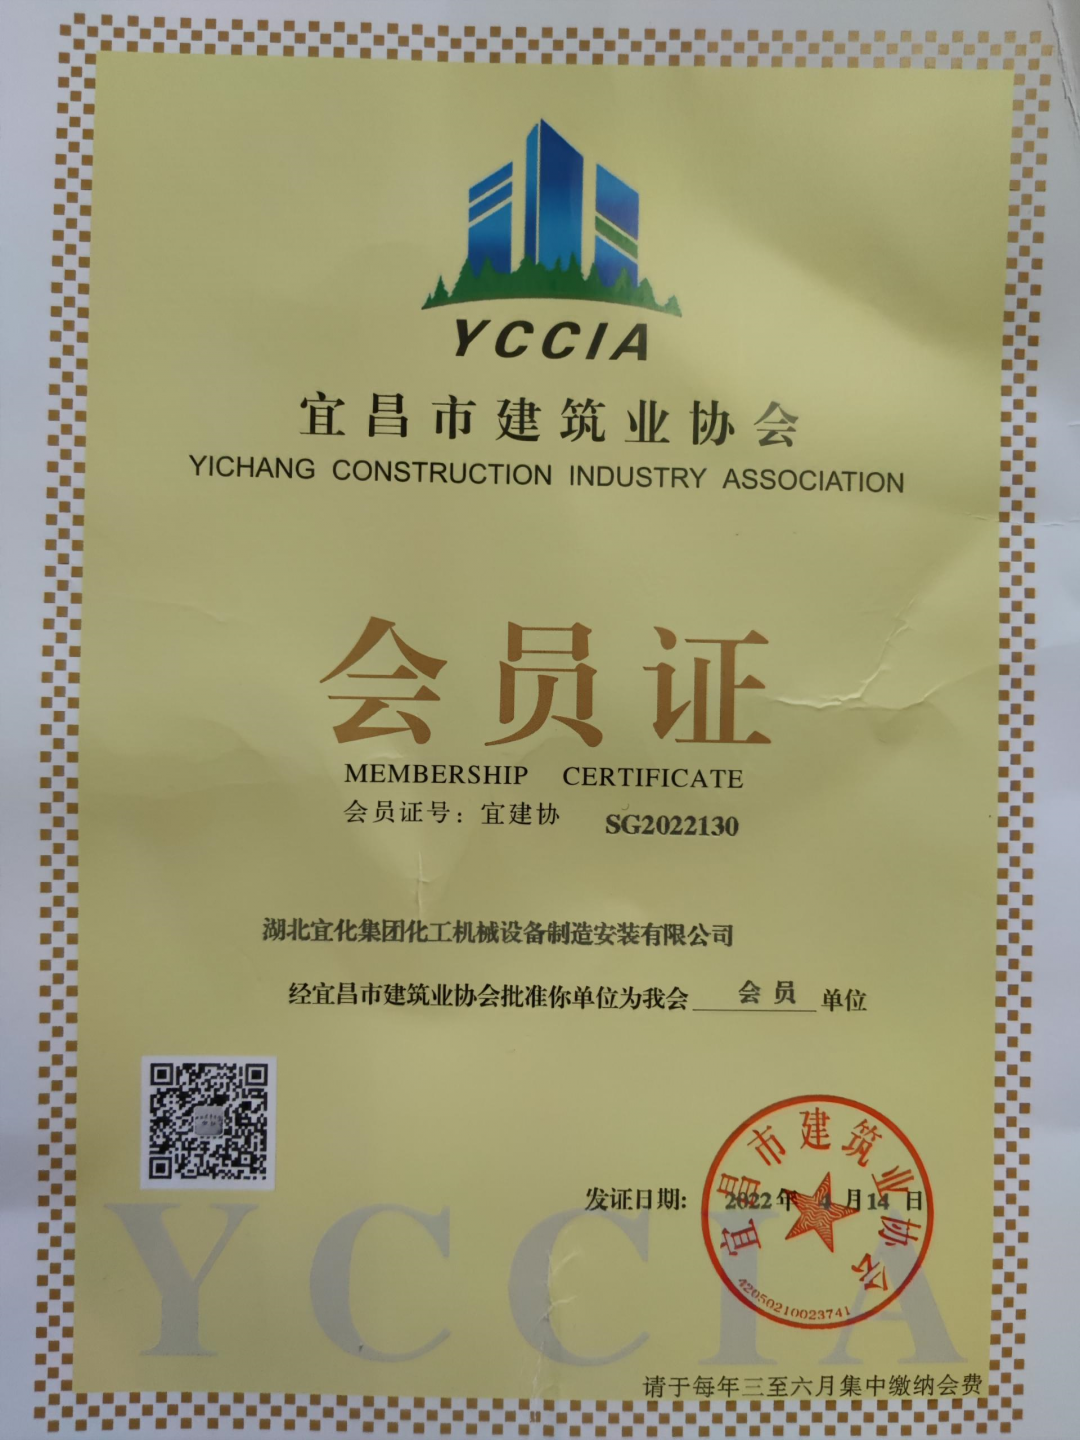 YCCIA
宜昌市建筑业协会
YICHANG CONSTRUCTION INDUSTRY ASSOCIATION
会员证
MEMBERSHIP CERTIFICATE
会员证号：宜建协 SG2022130
湖北宜化集团化工机械设备制造安装有限公司
经宜昌市建筑业协会批准你单位为我会 会员 单位
发证日期: 2022年 4月14日
宜昌市建筑业协会
42050210023741
YCCIA
请于每年三至六月集中缴纳会费